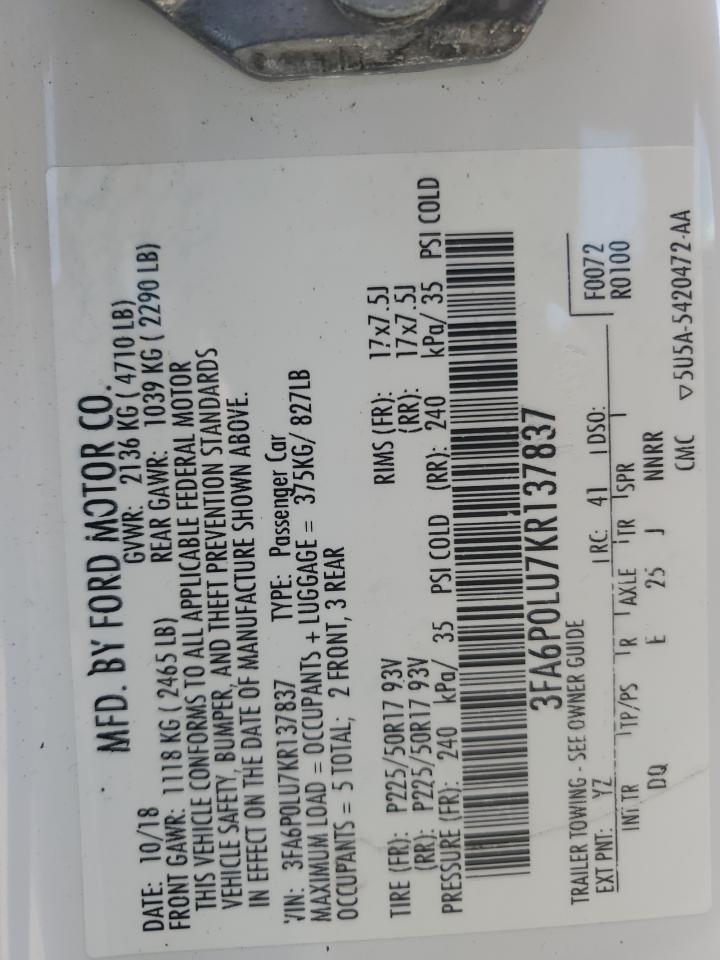 MFD. BY FORD MOTOR CO.
DATE: 10/18 GVWR: 2136 KG ( 4710 LB)
FRONT GAWR: 1118 KG ( 2465 LB) REAR GAWR: 1039 KG ( 2290 LB)
THIS VEHICLE CONFORMS TO ALL APPLICABLE FEDERAL MOTOR
VEHICLE SAFETY, BUMPER, AND THEFT PREVENTION STANDARDS
IN EFFECT ON THE DATE OF MANUFACTURE SHOWN ABOVE.
VIN: 3FA6P0LU7KR137837 TYPE: Passenger Car
MAXIMUM LOAD = OCCUPANTS + LUGGAGE = 375KG/ 827LB
OCCUPANTS = 5 TOTAL; 2 FRONT, 3 REAR
TIRE (FR): P225/50R17 93V RIMS (FR): 17x7.5J
(RR): P225/50R17 93V (RR): 17x7.5J
PRESSURE (FR): 240 kPa/ 35 PSI COLD (RR): 240 kPa/ 35 PSI COLD
3FA6P0LU7KR137837
TRAILER TOWING - SEE OWNER GUIDE F0072
EXT PNT: YZ RC: 41 DSO: R0100
INT TR TP/PS R AXLE TR SPR
DQ E 25 J NNRR
CMC ▽5U5A-5420472-AA